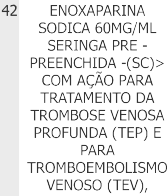 42 ENOXAPARINA
SODICA 60MG/ML
SERINGA PRE -
PREENCHIDA -(SC)>
COM AÇÃO PARA
TRATAMENTO DA
TROMBOSE VENOSA
PROFUNDA (TEP) E
PARA
TROMBOEMBOLISMO
VENOSO (TEV),